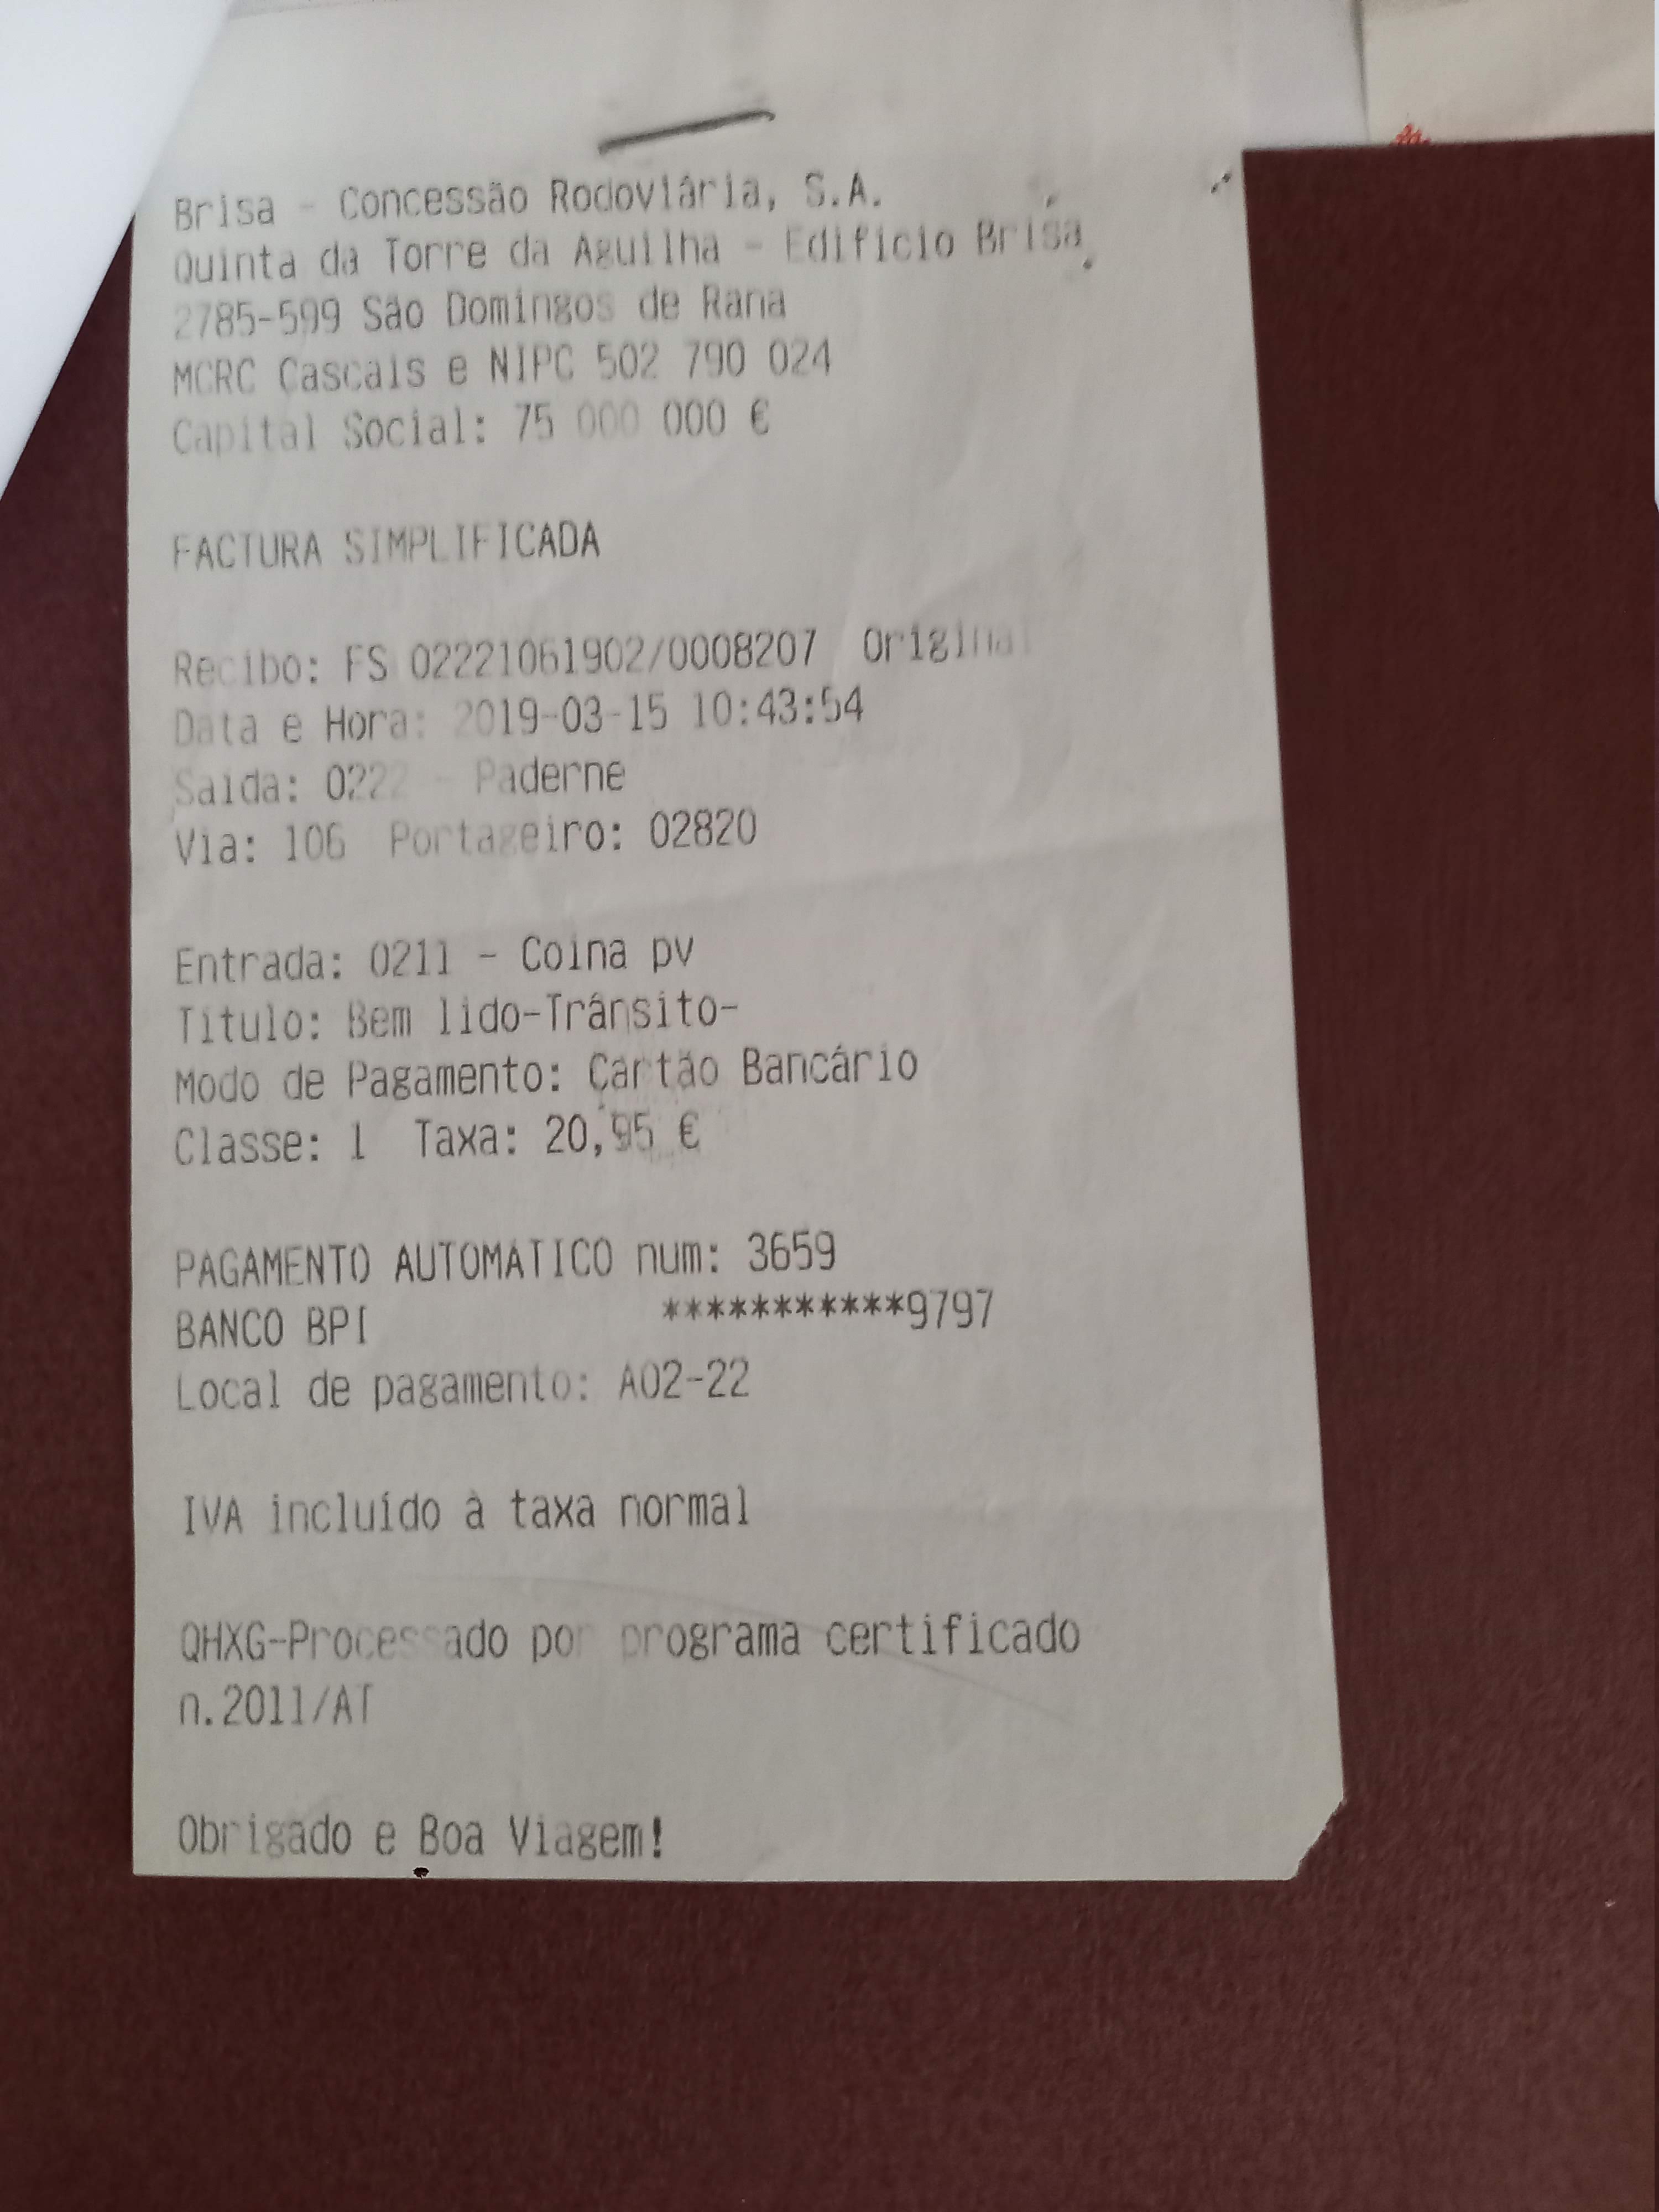 Brisa - Concessão Rodoviária, S.A.
Quinta da Torre da Aguilha - Edifício Brisa
2785-599 São Domingos de Rana
MCRC Cascais e NIPC 502 790 024
Capital Social: 75 000 000 €
FACTURA SIMPLIFICADA
Recibo: FS 02221061902/0008207 Original
Data e Hora: 2019-03-15 10:43:54
Saida: 0222 - Paderne
Via: 106 Portageiro: 02820
Entrada: 0211 - Coina pv
Titulo: Bem lido-Trânsito-
Modo de Pagamento: Cartão Bancário
Classe: 1 Taxa: 20,95 €
PAGAMENTO AUTOMÁTICO num: 3659
BANCO BPI ***********9797
Local de pagamento: A02-22
IVA incluído à taxa normal
QHXG-Processado por programa certificado
n.2011/AT
Obrigado e Boa Viagem!